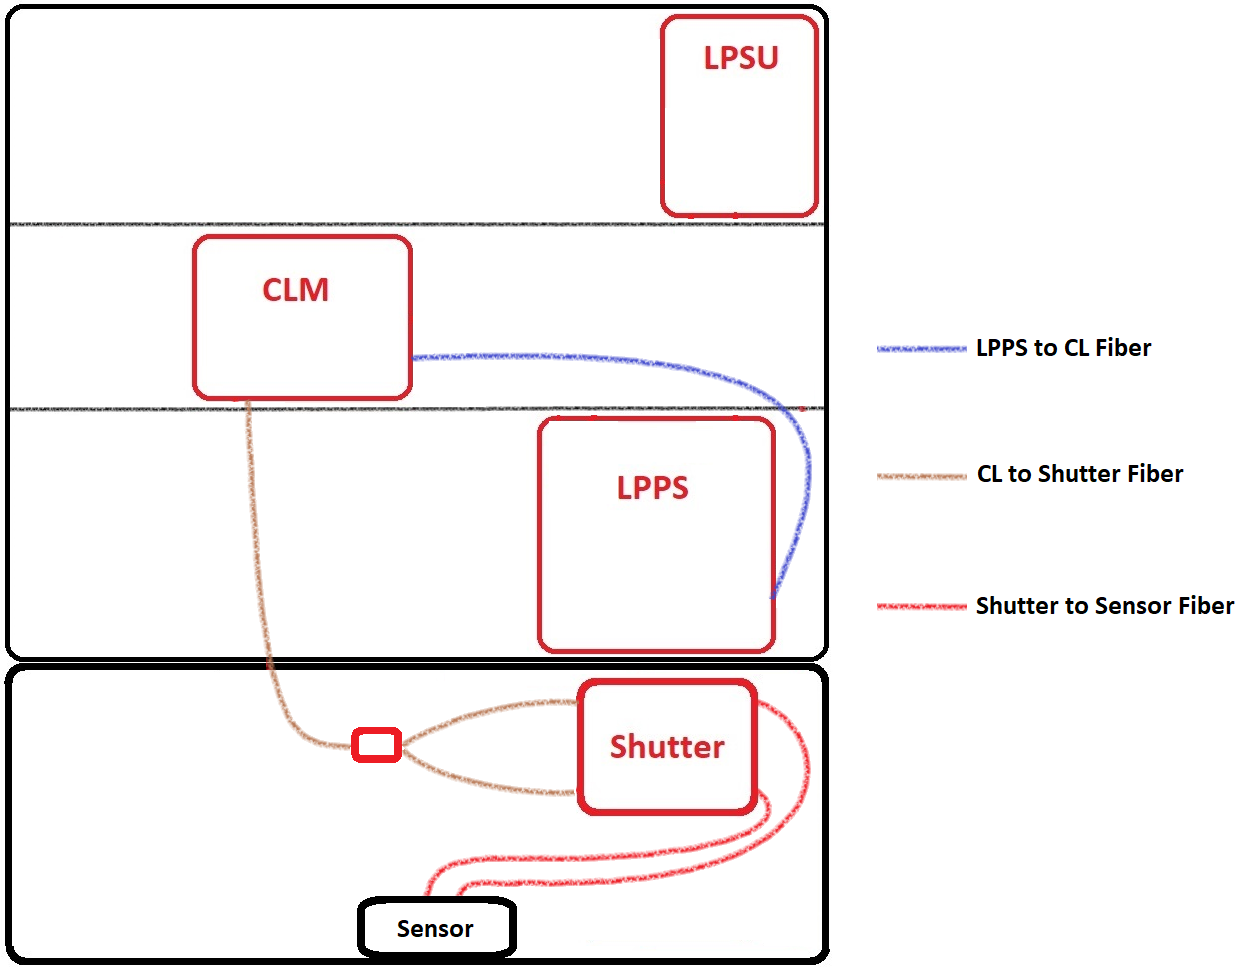 LPSU
CLM
LPPS to CL Fiber
CL to Shutter Fiber
LPPS
Shutter to Sensor Fiber
Shutter
Sensor